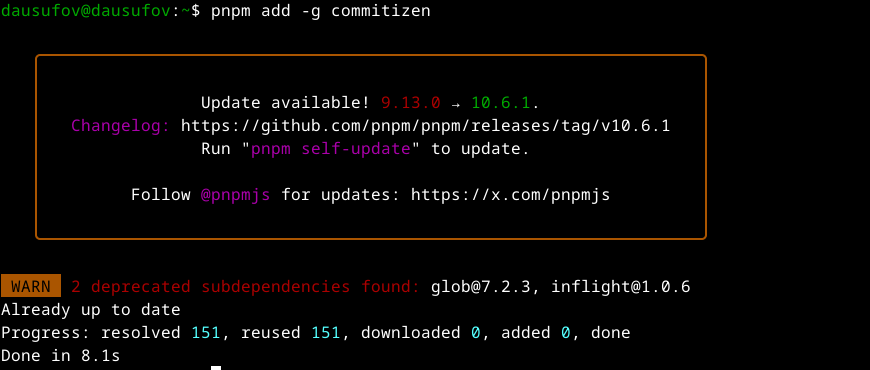 dausufov@dausufov:~$ pnpm add -g commitizen
Update available! 9.13.0 → 10.6.1.
Changelog: https://github.com/pnpm/pnpm/releases/tag/v10.6.1
Run "pnpm self-update" to update.
Follow @pnpmjs for updates: https://x.com/pnpmjs
WARN 2 deprecated subdependencies found: glob@7.2.3, inflight@1.0.6
Already up to date
Progress: resolved 151, reused 151, downloaded 0, added 0, done
Done in 8.1s